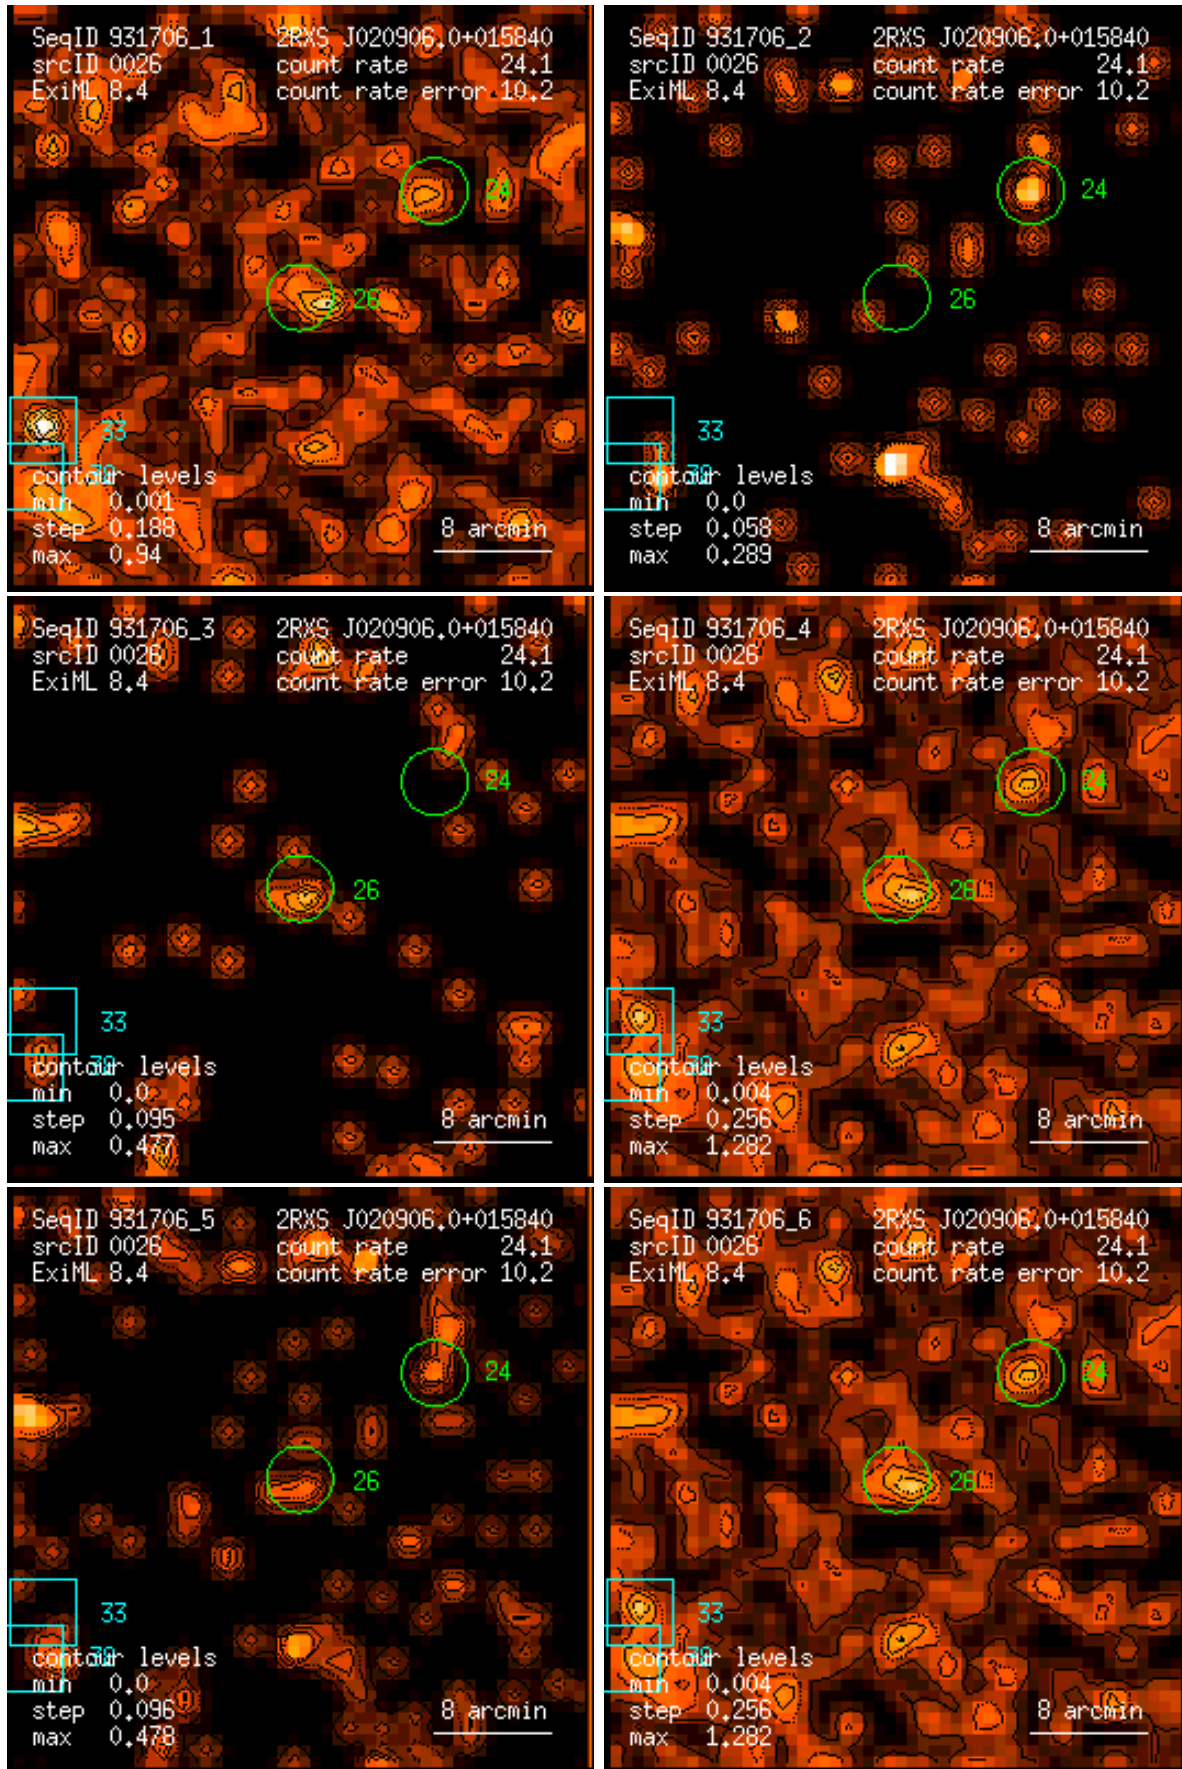 SeqID 931706_1 2RXS J020906.0+015840
srcID 0026 count rate 24.1
ExiML 8.4 count rate error 10.2
24
26
33
contour levels
min 0.001
step 0.188 8 arcmin
max 0.94
SeqID 931706_2 2RXS J020906.0+015840
srcID 0026 count rate 24.1
ExiML 8.4 count rate error 10.2
24
26
33
contour levels
min 0.0
step 0.058 8 arcmin
max 0.289
SeqID 931706_3 2RXS J020906.0+015840
srcID 0026 count rate 24.1
ExiML 8.4 count rate error 10.2
24
26
33
contour levels
min 0.0
step 0.095 8 arcmin
max 0.477
SeqID 931706_4 2RXS J020906.0+015840
srcID 0026 count rate 24.1
ExiML 8.4 count rate error 10.2
24
26
33
contour levels
min 0.004
step 0.256 8 arcmin
max 1.282
SeqID 931706_5 2RXS J020906.0+015840
srcID 0026 count rate 24.1
ExiML 8.4 count rate error 10.2
24
26
33
contour levels
min 0.0
step 0.096 8 arcmin
max 0.478
SeqID 931706_6 2RXS J020906.0+015840
srcID 0026 count rate 24.1
ExiML 8.4 count rate error 10.2
24
26
33
contour levels
min 0.004
step 0.256 8 arcmin
max 1.282